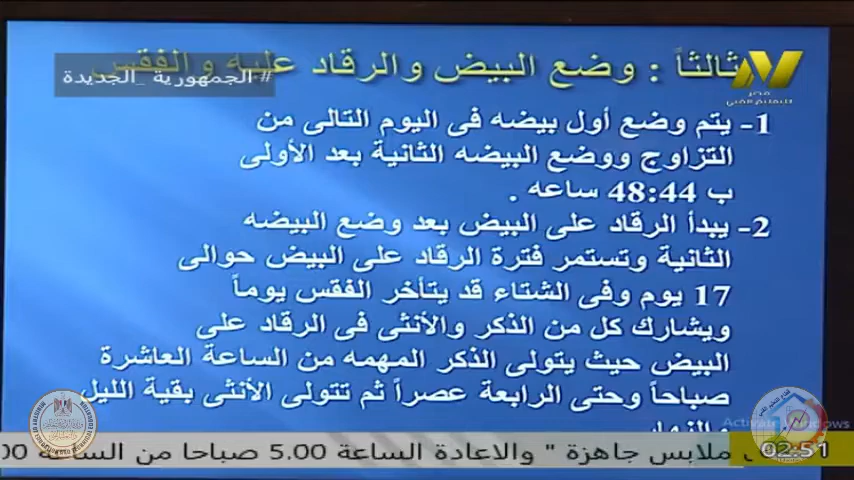 ثالثاً : وضع البيض والرقاد عليه والفقس
#الجمهورية_الجديدة
مصر
للتعليم الفني
1- يتم وضع أول بيضه فى اليوم التالى من
التزاوج ووضع البيضه الثانية بعد الأولى
ب 48:44 ساعه .
2- يبدأ الرقاد على البيض بعد وضع البيضه
الثانية وتستمر فترة الرقاد على البيض حوالى
17 يوم وفى الشتاء قد يتأخر الفقس يوماً
ويشارك كل من الذكر والأنثى فى الرقاد على
البيض حيث يتولى الذكر المهمه من الساعة العاشرة
صباحاً وحتى الرابعة عصراً ثم تتولى الأنثى بقية الليل
والنهار
ملابس جاهزة " والاعادة الساعة 5.00 صباحا من
02:51